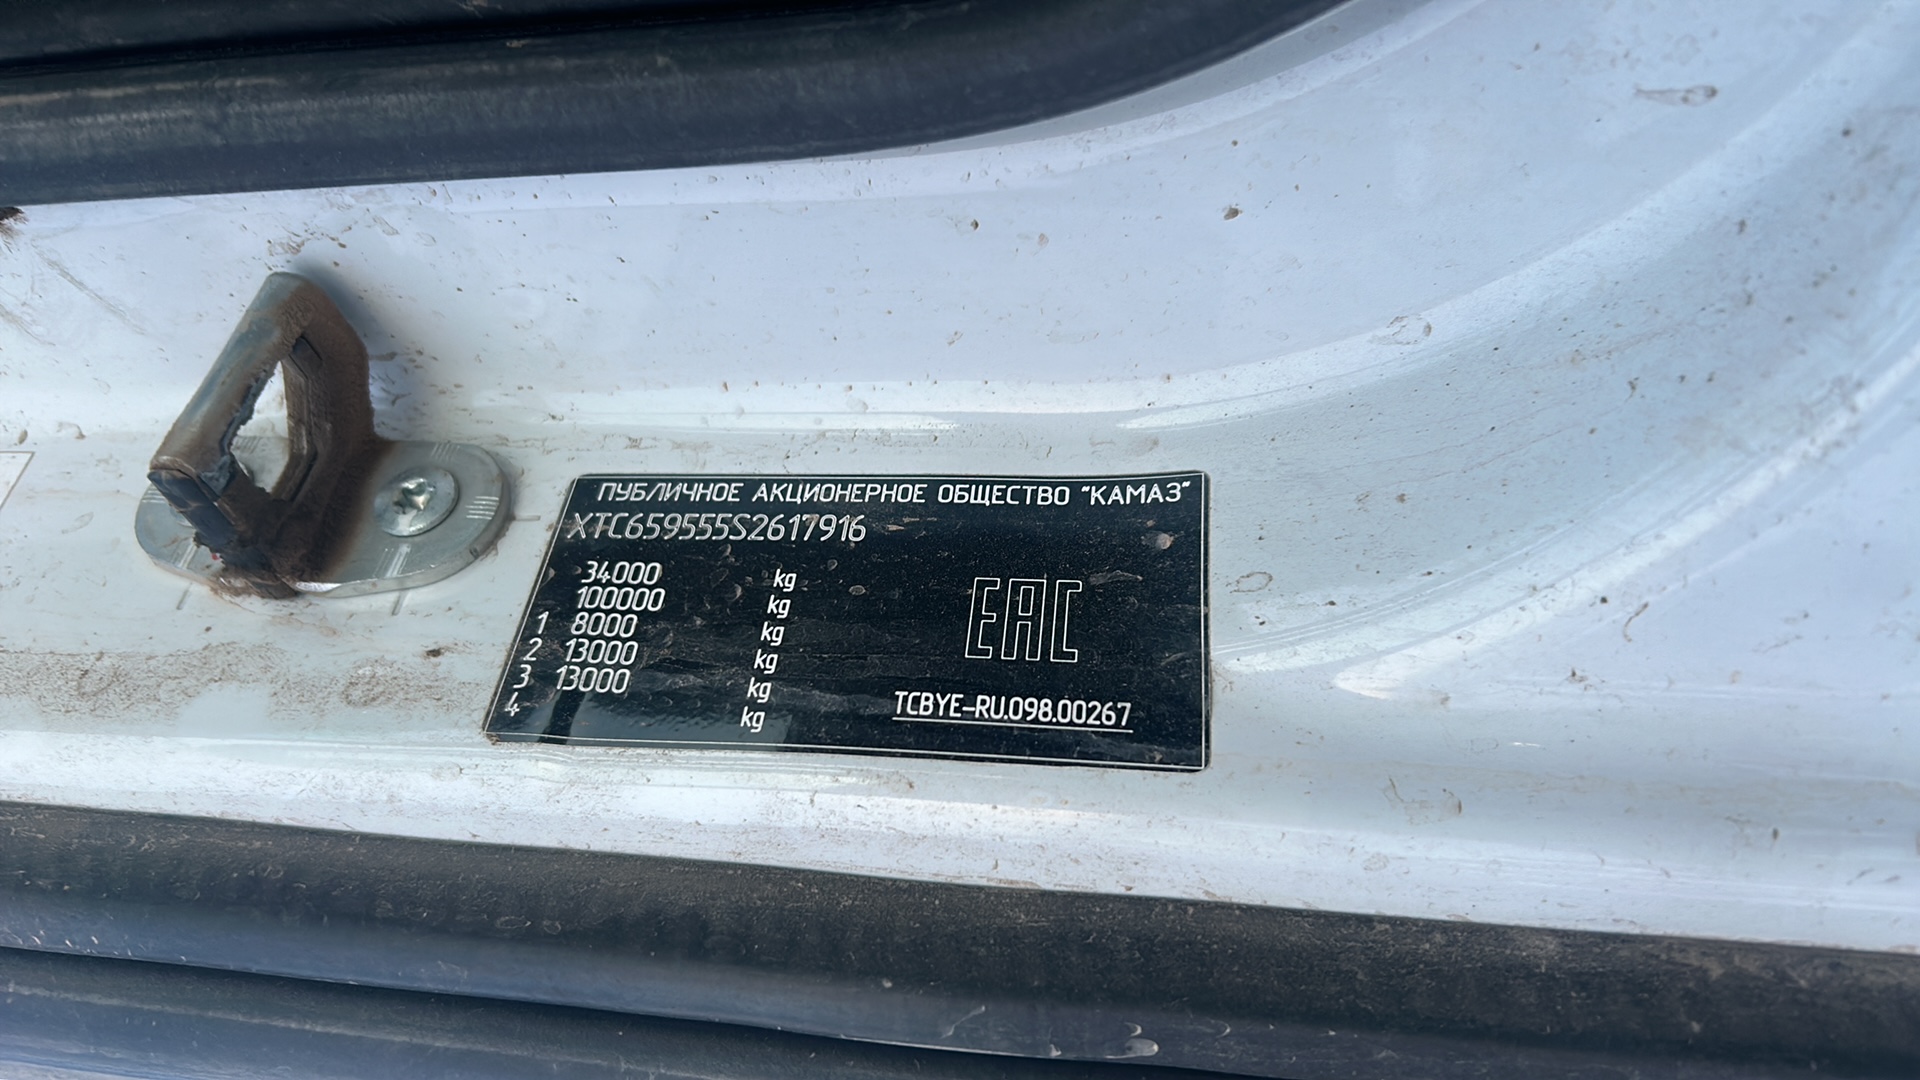 ПУБЛИЧНОЕ АКЦИОНЕРНОЕ ОБЩЕСТВО "КАМАЗ"
XTC659555S2617916
34000 kg
100000 kg
1 8000 kg
2 13000 kg
3 13000 kg
4 kg
EAC
TCBYE-RU.098.00267